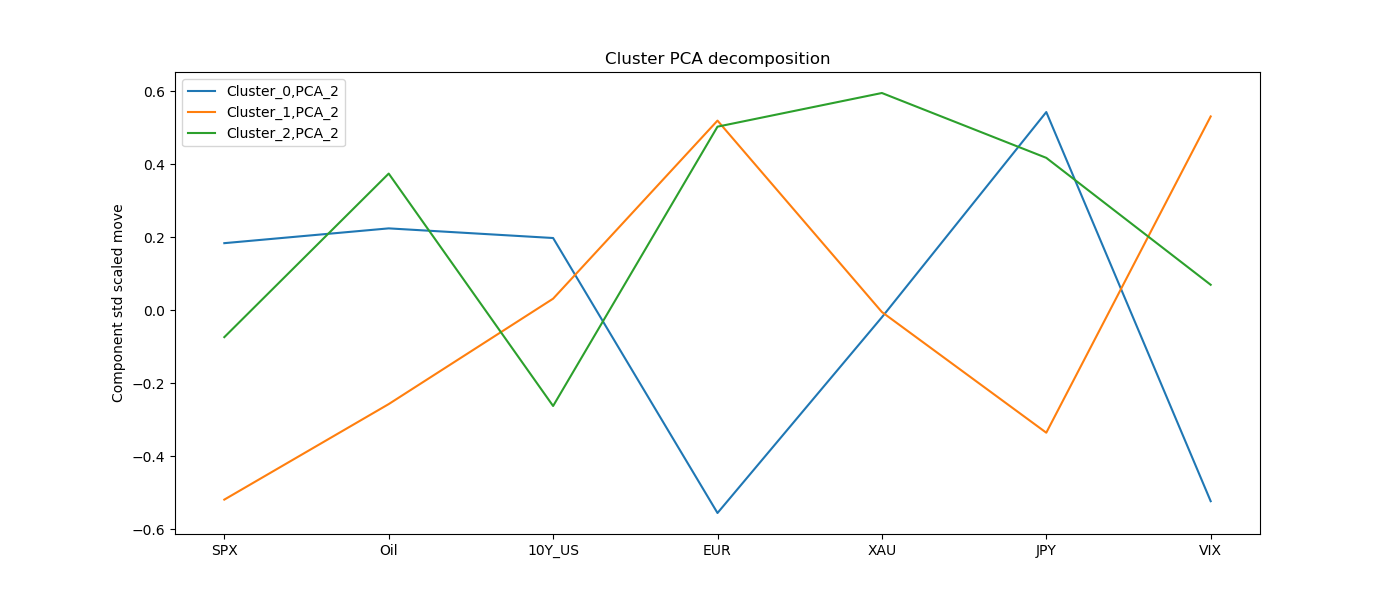 Cluster PCA decomposition
Cluster_0,PCA_2
Cluster_1,PCA_2
Cluster_2,PCA_2
Component std scaled move
0.6
0.4
0.2
0.0
−0.2
−0.4
−0.6
SPX Oil 10Y_US EUR XAU JPY VIX